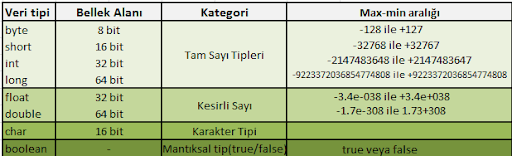 Veri tipi Bellek Alanı Kategori Max-min aralığı
byte 8 bit Tam Sayı Tipleri -128 ile +127
short 16 bit -32768 ile +32767
int 32 bit -2147483648 ile +2147483647
long 64 bit -9223372036854774808 ile +9223372036854774808
float 32 bit Kesirli Sayı -3.4e-038 ile +3.4e+038
double 64 bit -1.7e-308 ile 1.73+308
char 16 bit Karakter Tipi
boolean - Mantıksal tip(true/false) true veya false